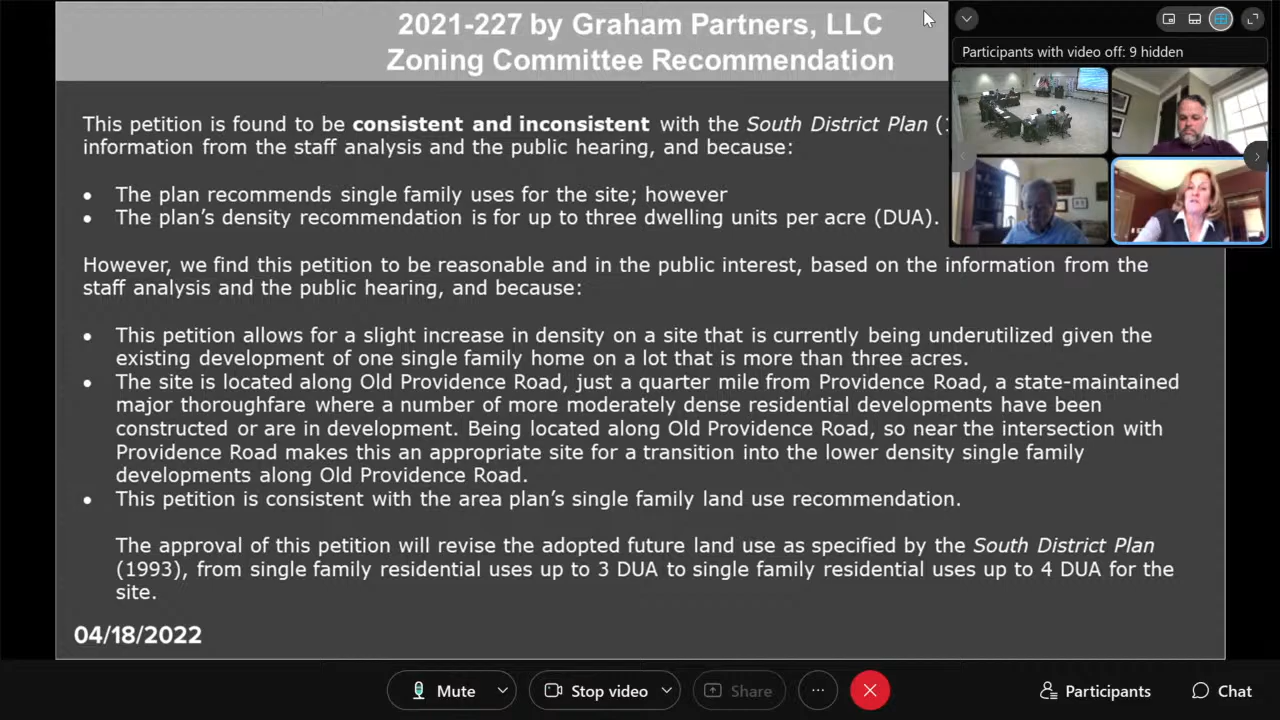 2021-227 by Graham Partners, LLC
Zoning Committee Recommendation
Participants with video off: 9 hidden
This petition is found to be consistent and inconsistent with the South District Plan (
information from the staff analysis and the public hearing, and because:
• The plan recommends single family uses for the site; however
• The plan’s density recommendation is for up to three dwelling units per acre (DUA).
However, we find this petition to be reasonable and in the public interest, based on the information from the
staff analysis and the public hearing, and because:
• This petition allows for a slight increase in density on a site that is currently being underutilized given the
existing development of one single family home on a lot that is more than three acres.
• The site is located along Old Providence Road, just a quarter mile from Providence Road, a state-maintained
major thoroughfare where a number of more moderately dense residential developments have been
constructed or are in development. Being located along Old Providence Road, so near the intersection with
Providence Road makes this an appropriate site for a transition into the lower density single family
developments along Old Providence Road.
• This petition is consistent with the area plan’s single family land use recommendation.
The approval of this petition will revise the adopted future land use as specified by the South District Plan
(1993), from single family residential uses up to 3 DUA to single family residential uses up to 4 DUA for the
site.
04/18/2022
Mute
Stop video
Share
Participants
Chat